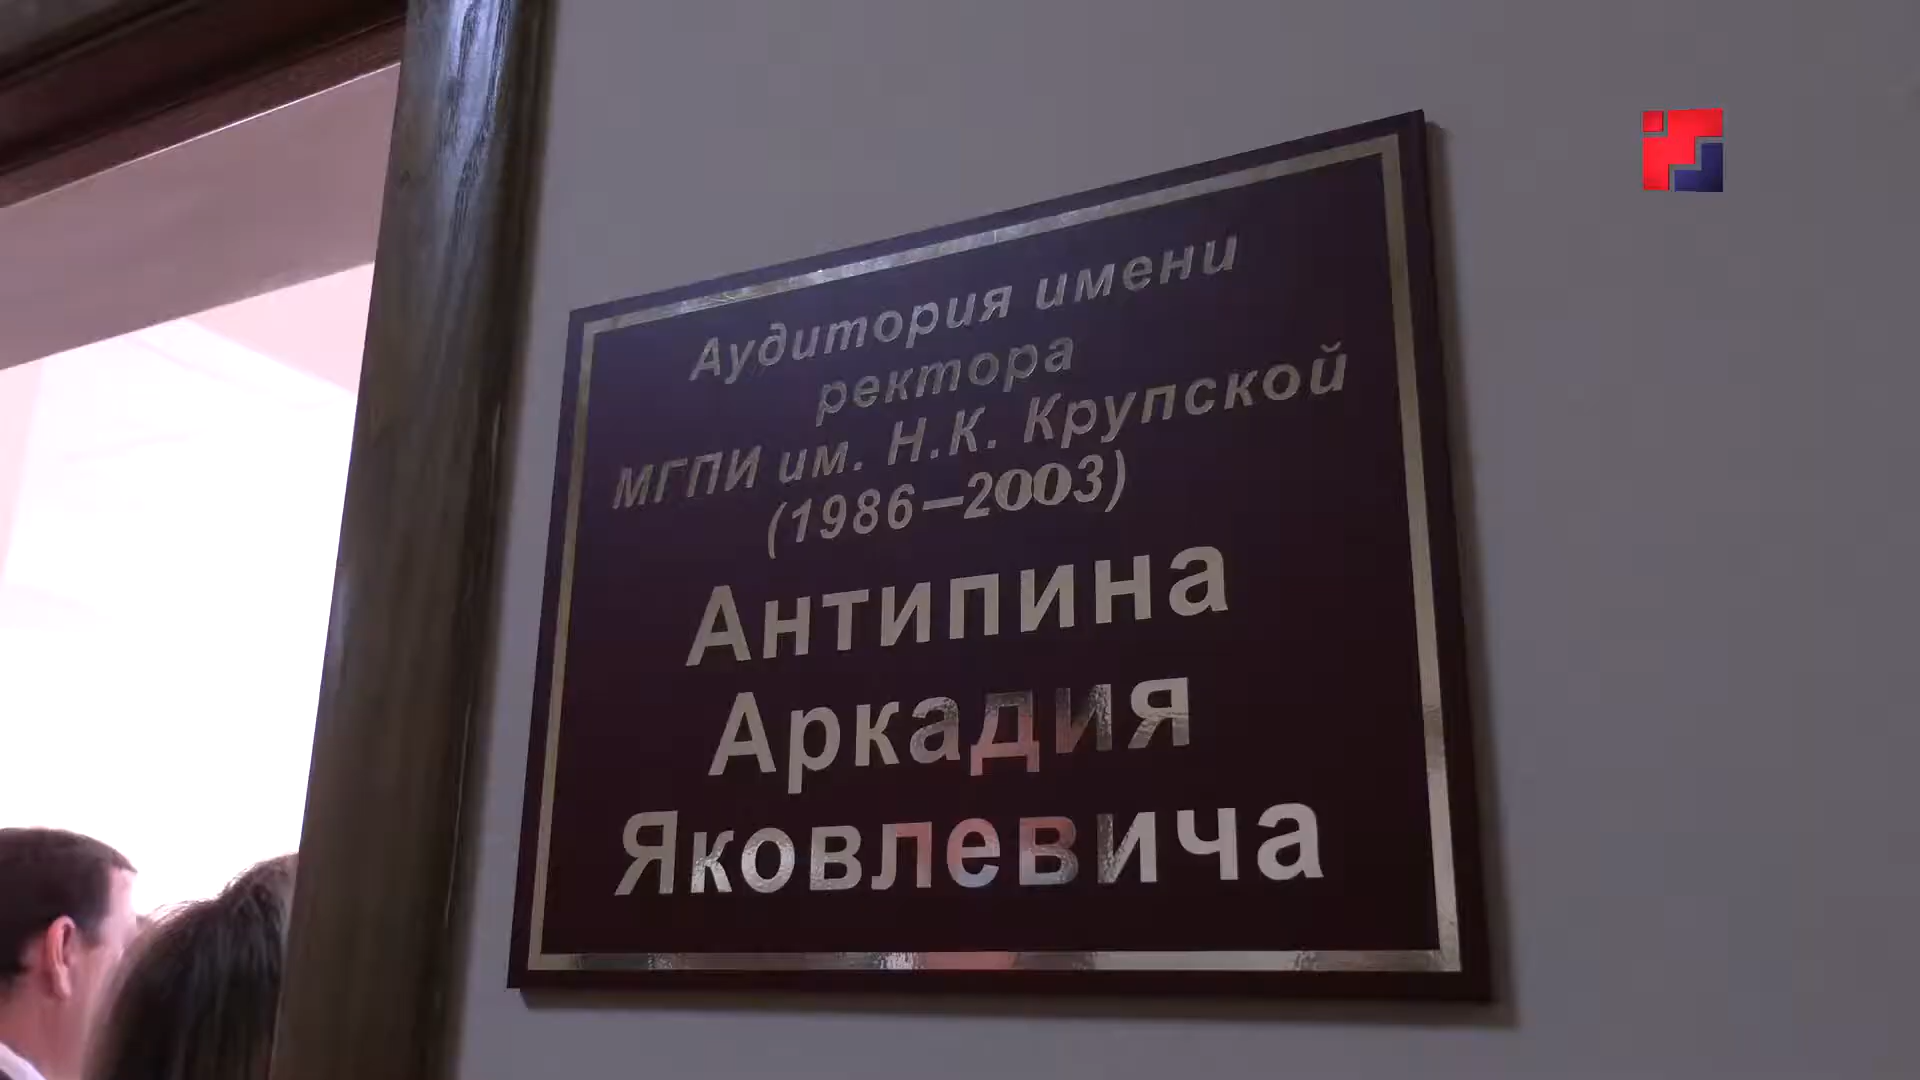 Аудитория имени
ректора
МГПИ им. Н.К. Крупской
(1986–2003)
Антипина
Аркадия
Яковлевича